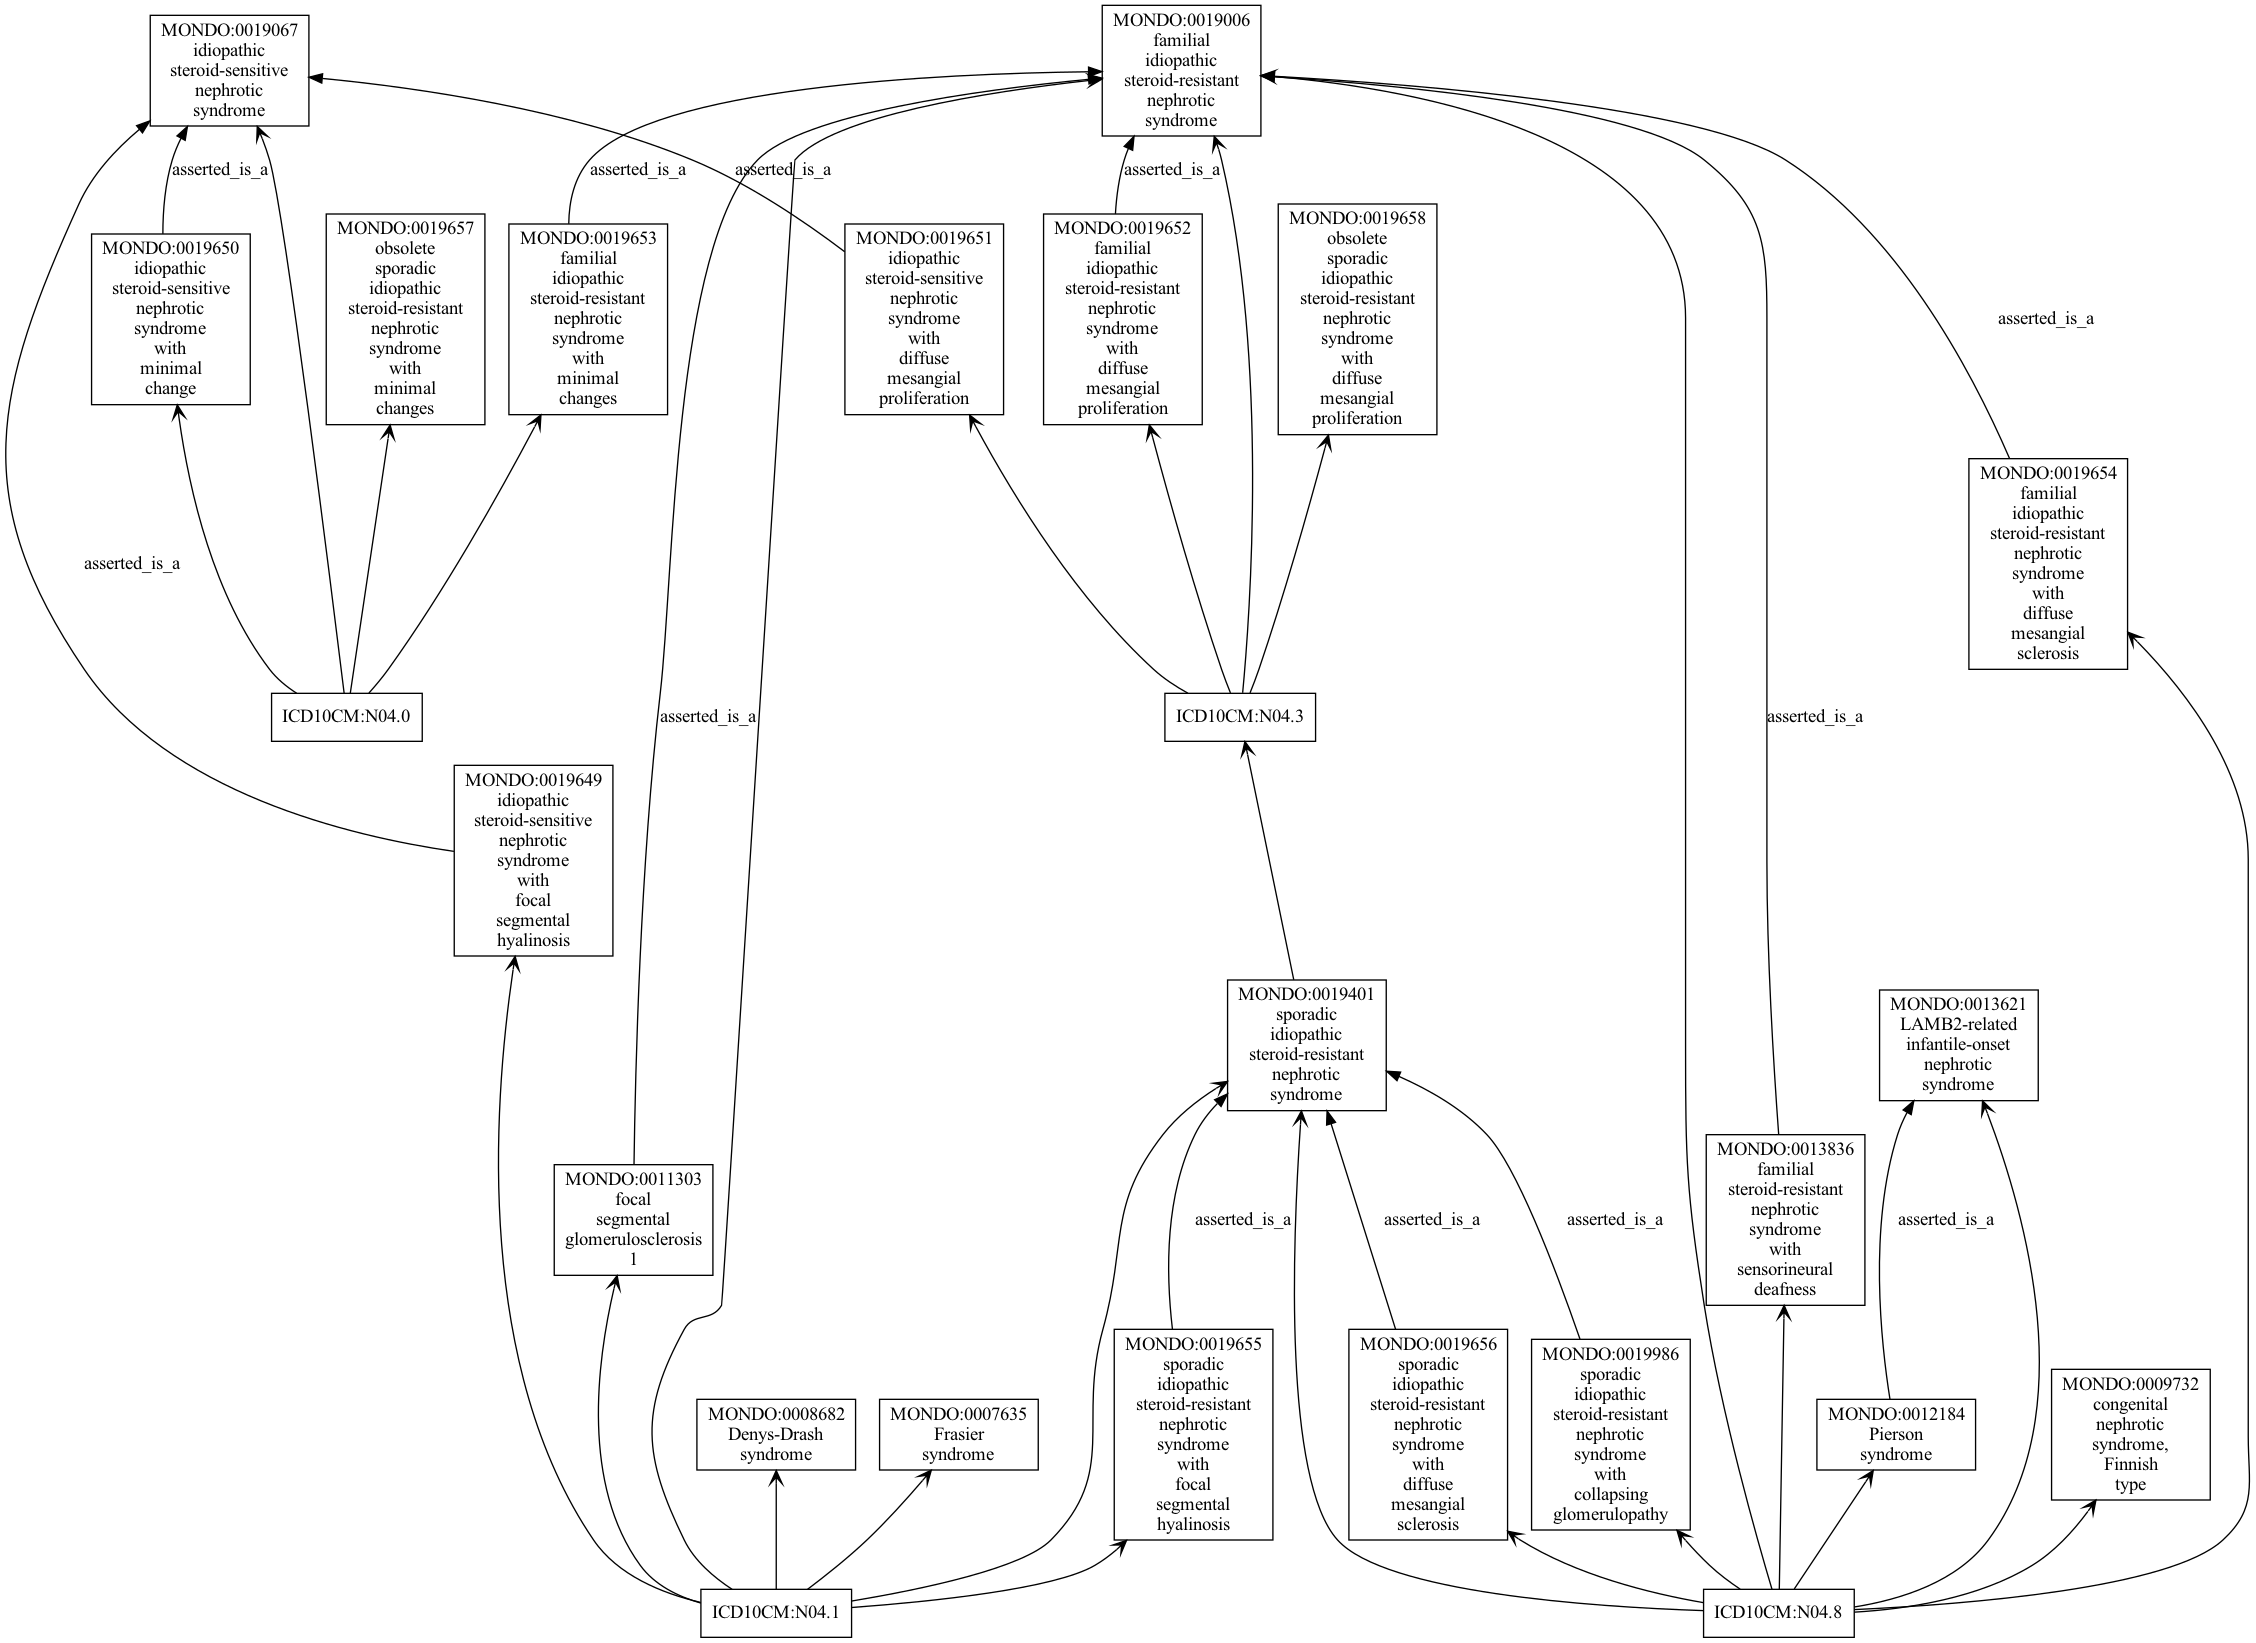 MONDO:0019067
idiopathic
steroid-sensitive
nephrotic
syndrome
MONDO:0019006
familial
idiopathic
steroid-resistant
nephrotic
syndrome
asserted_is_a
asserted_is_a
asserted_is_a
asserted_is_a
MONDO:0019650
idiopathic
steroid-sensitive
nephrotic
syndrome
with
minimal
change
MONDO:0019657
obsolete
sporadic
idiopathic
steroid-resistant
nephrotic
syndrome
with
minimal
changes
MONDO:0019653
familial
idiopathic
steroid-resistant
nephrotic
syndrome
with
minimal
changes
MONDO:0019651
idiopathic
steroid-sensitive
nephrotic
syndrome
with
diffuse
mesangial
proliferation
MONDO:0019652
familial
idiopathic
steroid-resistant
nephrotic
syndrome
with
diffuse
mesangial
proliferation
MONDO:0019658
obsolete
sporadic
idiopathic
steroid-resistant
nephrotic
syndrome
with
diffuse
mesangial
proliferation
asserted_is_a
MONDO:0019654
familial
idiopathic
steroid-resistant
nephrotic
syndrome
with
diffuse
mesangial
sclerosis
asserted_is_a
ICD10CM:N04.0
asserted_is_a
ICD10CM:N04.3
asserted_is_a
MONDO:0019649
idiopathic
steroid-sensitive
nephrotic
syndrome
with
focal
segmental
hyalinosis
MONDO:0019401
sporadic
idiopathic
steroid-resistant
nephrotic
syndrome
MONDO:0013621
LAMB2-related
infantile-onset
nephrotic
syndrome
MONDO:0011303
focal
segmental
glomerulosclerosis
1
asserted_is_a
asserted_is_a
asserted_is_a
MONDO:0013836
familial
steroid-resistant
nephrotic
syndrome
with
sensorineural
deafness
asserted_is_a
MONDO:0008682
Denys-Drash
syndrome
MONDO:0007635
Frasier
syndrome
MONDO:0019655
sporadic
idiopathic
steroid-resistant
nephrotic
syndrome
with
focal
segmental
hyalinosis
MONDO:0019656
sporadic
idiopathic
steroid-resistant
nephrotic
syndrome
with
diffuse
mesangial
sclerosis
MONDO:0019986
sporadic
idiopathic
steroid-resistant
nephrotic
syndrome
with
collapsing
glomerulopathy
MONDO:0012184
Pierson
syndrome
MONDO:0009732
congenital
nephrotic
syndrome,
Finnish
type
ICD10CM:N04.1
ICD10CM:N04.8